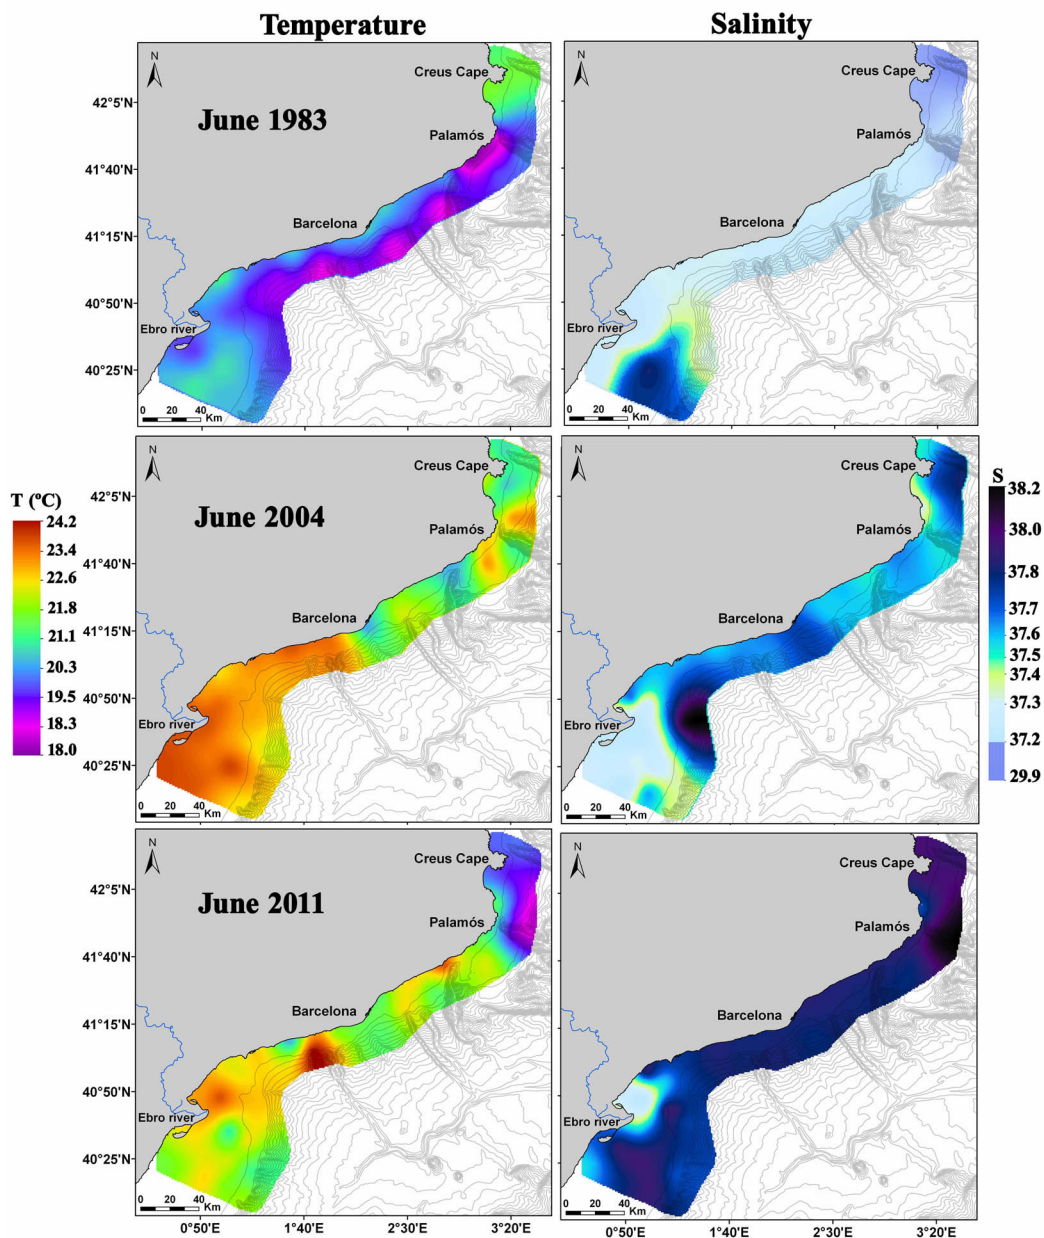 Temperature
Salinity
N
Creus Cape
42°5'N
June 1983
Palamós
41°40'N
Barcelona
41°15'N
40°50'N
Ebro river
40°25'N
0 20 40 Km
N
Creus Cape
Palamós
Barcelona
Ebro river
0 20 40 Km
N
Creus Cape
42°5'N
June 2004
Palamós
41°40'N
Barcelona
41°15'N
40°50'N
Ebro river
40°25'N
0 20 40 Km
T (ºC)
24.2
23.4
22.6
21.8
21.1
20.3
19.5
18.3
18.0
N
Creus Cape
Palamós
Barcelona
Ebro river
0 20 40 Km
S
38.2
38.0
37.8
37.7
37.6
37.5
37.4
37.3
37.2
29.9
N
Creus Cape
42°5'N
June 2011
Palamós
41°40'N
Barcelona
41°15'N
40°50'N
Ebro river
40°25'N
0 20 40 Km
0°50'E 1°40'E 2°30'E 3°20'E
N
Creus Cape
Palamós
Barcelona
Ebro river
0 20 40 Km
0°50'E 1°40'E 2°30'E 3°20'E